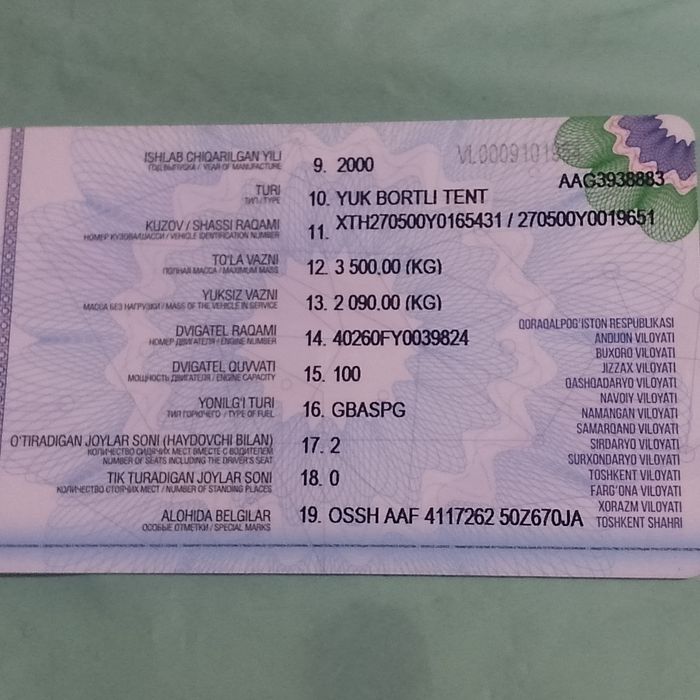 ISHLAB CHIQARILGAN YILI 9. 2000
ГОД ВЫПУСКА / YEAR OF MANUFACTURE
AAG3938883
TURI 10. YUK BORTLI TENT
ТИП / TYPE
KUZOV / SHASSI RAQAMI 11. XTH270500Y0165431 / 270500Y0019651
НОМЕР КУЗОВА/ШАССИ / VEHICLE IDENTIFICATION NUMBER
TO'LA VAZNI 12. 3 500,00 (KG)
ПОЛНАЯ МАССА / MAXIMUM MASS
YUKSIZ VAZNI 13. 2 090,00 (KG)
МАССА БЕЗ НАГРУЗКИ / MASS OF THE VEHICLE IN SERVICE
DVIGATEL RAQAMI 14. 40260FY0039824
НОМЕР ДВИГАТЕЛЯ / ENGINE NUMBER
DVIGATEL QUVVATI 15. 100
МОЩНОСТЬ ДВИГАТЕЛЯ / ENGINE CAPACITY
YONILG'I TURI 16. GBASPG
ТИП ГОРЮЧЕГО / TYPE OF FUEL
O'TIRADIGAN JOYLAR SONI (HAYDOVCHI BILAN) 17. 2
КОЛИЧЕСТВО СИДЯЧИХ МЕСТ ВМЕСТЕ С ВОДИТЕЛЕМ
NUMBER OF SEATS INCLUDING THE DRIVER'S SEAT
TIK TURADIGAN JOYLAR SONI 18. 0
КОЛИЧЕСТВО СТОЯЧИХ МЕСТ / NUMBER OF STANDING PLACES
ALOHIDA BELGILAR 19. OSSH AAF 4117262 50Z670JA
ОСОБЫЕ ОТМЕТКИ / SPECIAL MARKS
QORAQALPOG'ISTON RESPUBLIKASI
ANDIJON VILOYATI
BUXORO VILOYATI
JIZZAX VILOYATI
QASHQADARYO VILOYATI
NAVOIY VILOYATI
NAMANGAN VILOYATI
SAMARQAND VILOYATI
SIRDARYO VILOYATI
SURXONDARYO VILOYATI
TOSHKENT VILOYATI
FARG'ONA VILOYATI
XORAZM VILOYATI
TOSHKENT SHAHRI